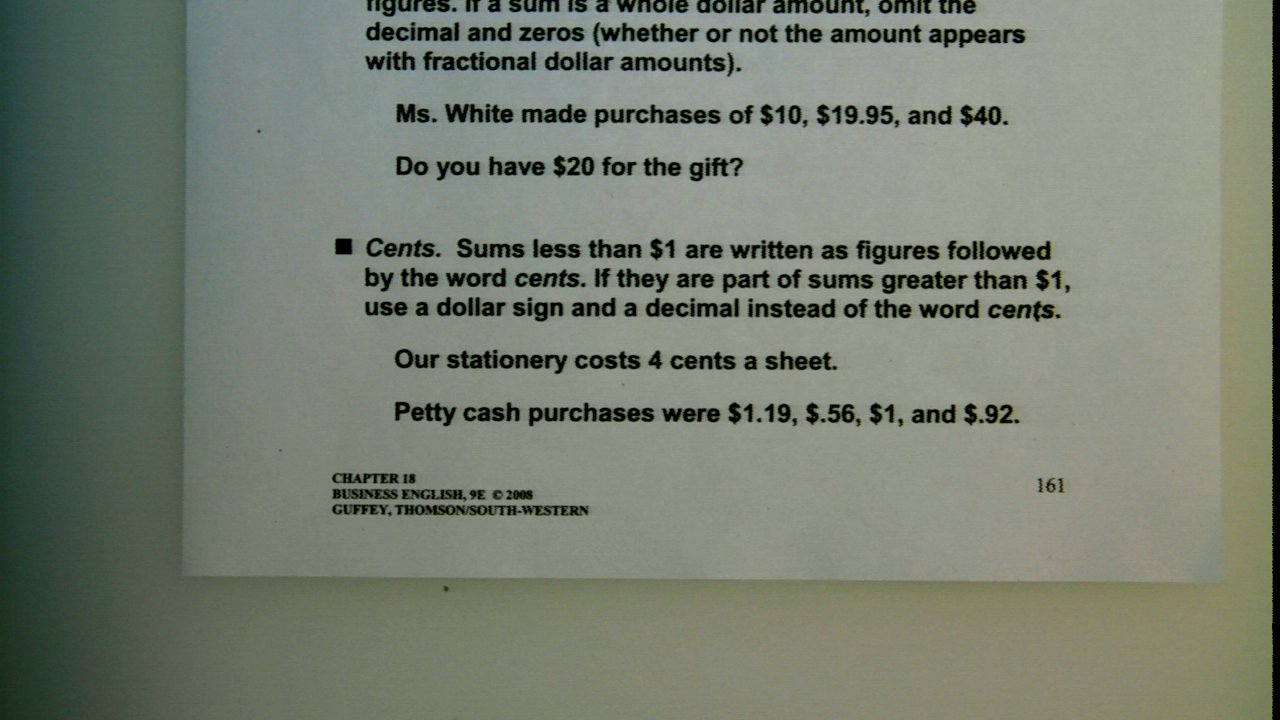 figures. If a sum is a whole dollar amount, omit the
decimal and zeros (whether or not the amount appears
with fractional dollar amounts).
Ms. White made purchases of $10, $19.95, and $40.
Do you have $20 for the gift?
■ Cents. Sums less than $1 are written as figures followed
by the word cents. If they are part of sums greater than $1,
use a dollar sign and a decimal instead of the word cents.
Our stationery costs 4 cents a sheet.
Petty cash purchases were $1.19, $.56, $1, and $.92.
CHAPTER 18
BUSINESS ENGLISH, 9E © 2008
GUFFEY, THOMSON/SOUTH-WESTERN
161